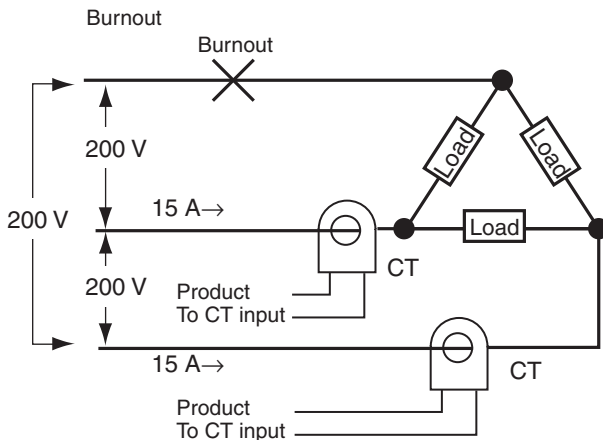 Burnout
Burnout
200 V
Load
Load
15 A→
200 V
Load
200 V
CT
Product
To CT input
15 A→
CT
Product
To CT input